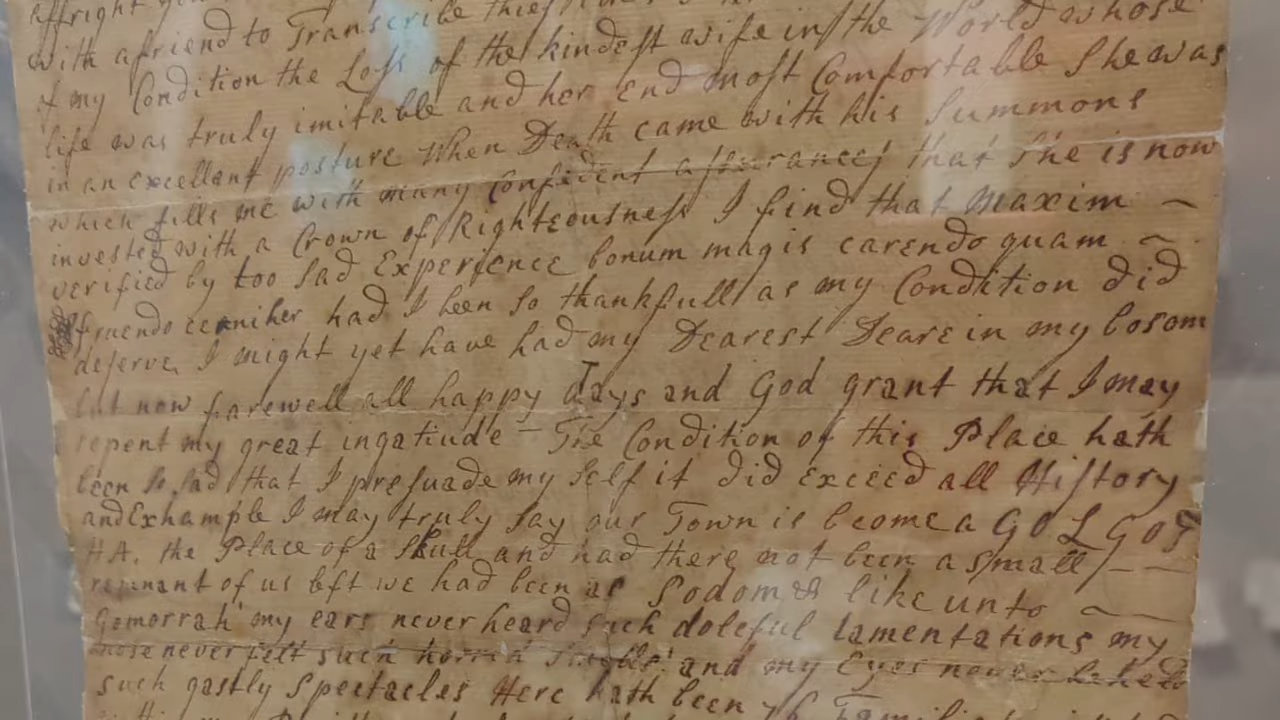 affright
with a friend to Transcribe
of my Condition the Loss of the kindest wife in the World whose
life was truly imitable and her end most Comfortable She was
in an excellent posture When Death came with his Summons
which fills me with many Confident assurances that She is now
invested with a Crown of Righteousness I find that Maxim ~
verified by too sad Experience bonum magis carendo quam ~
fruendo had I been so thankfull as my Condition did
deserve, I might yet have had my Dearest Deare in my bosom
but now farewell all happy days and God grant that I may
repent my great ingatiude - The Condition of this Place hath
been so sad that I presuade my self it did exceed all History
and Exhample I may truly say our Town is become a GOLGOT
HA, the Place of a Skull and had there not been a small — —
remnant of us left we had been as Sodom & like unto ~
Gomorrah my ears never heard such doleful lamentations my
nose never felt such horrid Smells and my Eyes never beheld
such gastly Spectacles Here hath been 76 Families